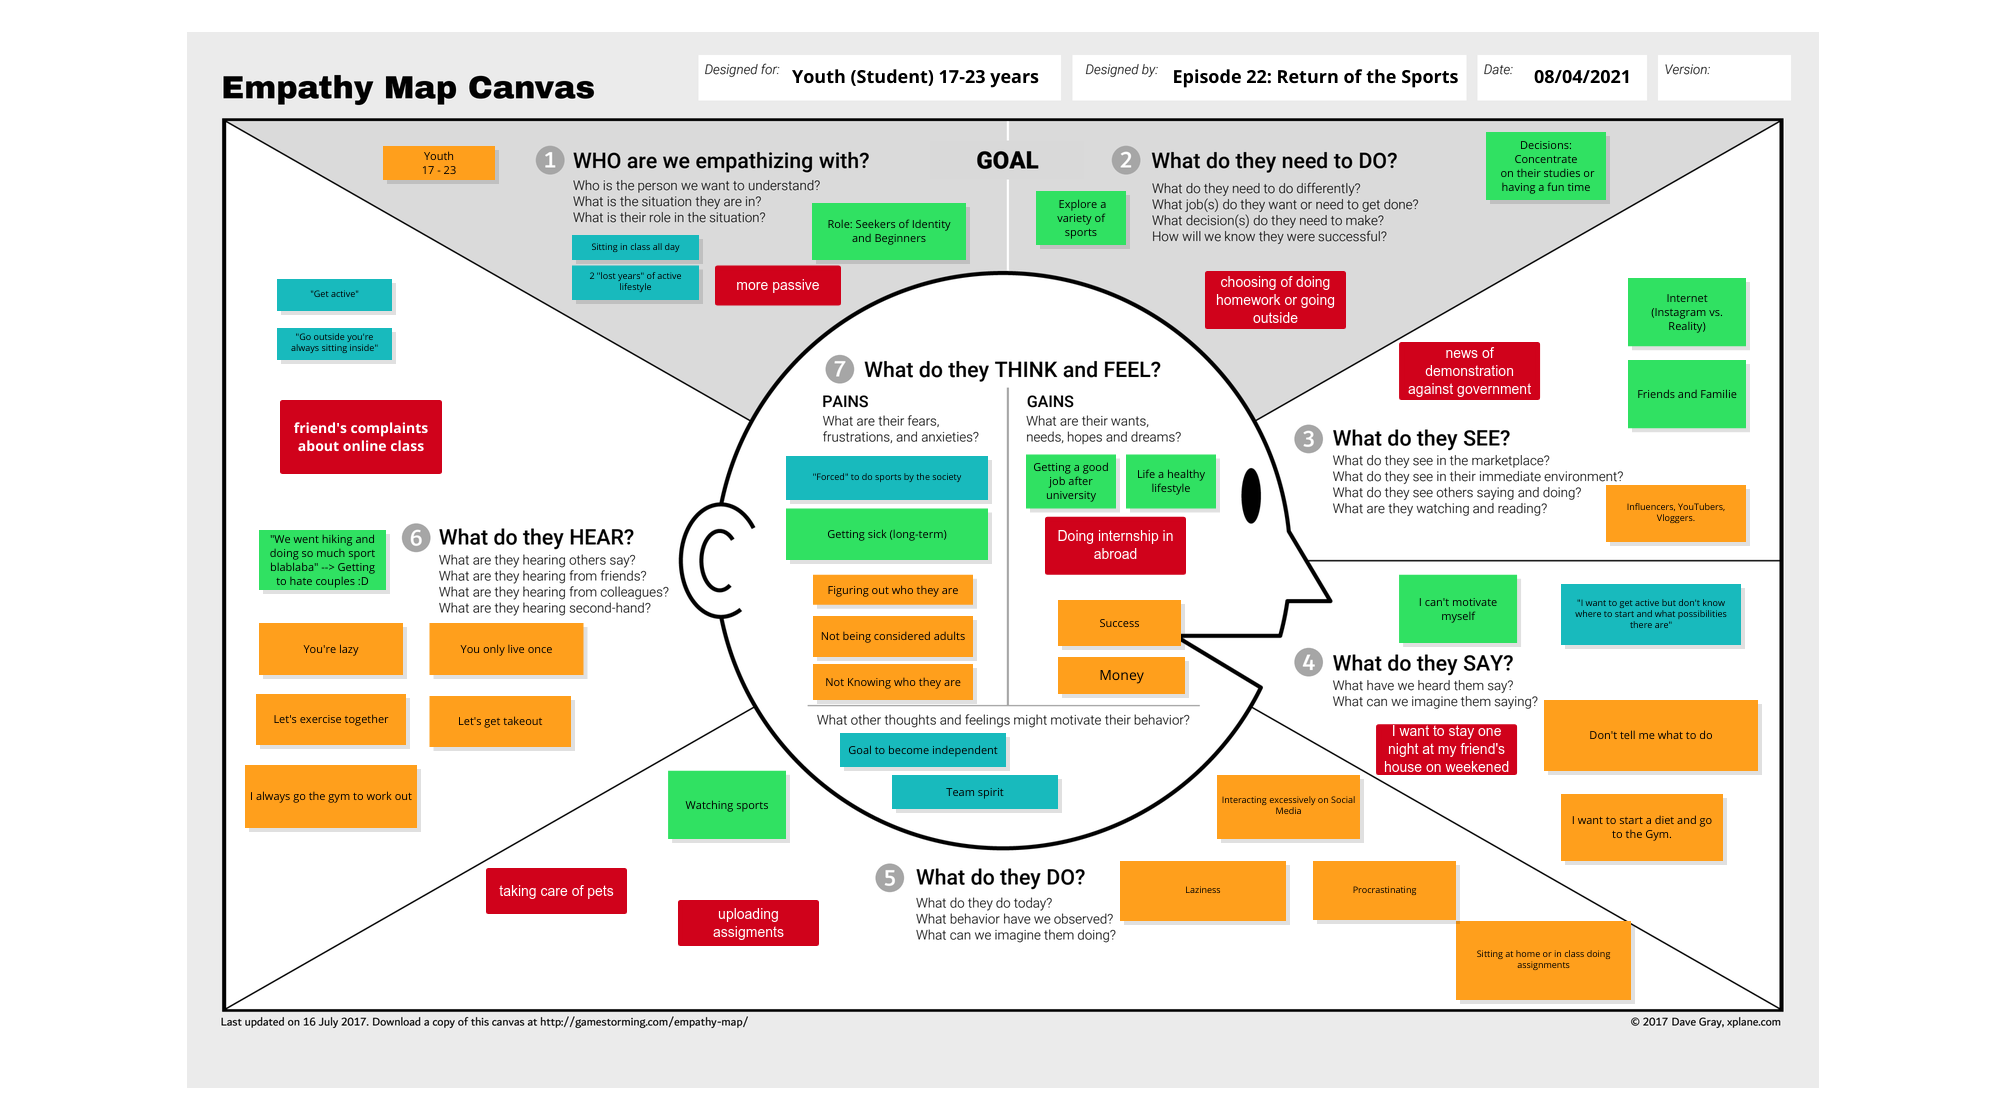 Empathy Map Canvas
Designed for:
Youth (Student) 17-23 years
Designed by:
Episode 22: Return of the Sports
Date:
08/04/2021
Version:
Youth
17 - 23
1
WHO are we empathizing with?
Who is the person we want to understand?
What is the situation they are in?
What is their role in the situation?
Role: Seekers of Identity
and Beginners
Sitting in class all day
2 "lost years" of active
lifestyle
more passive
GOAL
2
What do they need to DO?
What do they need to do differently?
What job(s) do they want or need to get done?
What decision(s) do they need to make?
How will we know they were successful?
Explore a
variety of
sports
Decisions:
Concentrate
on their studies or
having a fun time
choosing of doing
homework or going
outside
Internet
(Instagram vs.
Reality)
news of
demonstration
against government
Friends and Familie
3
What do they SEE?
What do they see in the marketplace?
What do they see in their immediate environment?
What do they see others saying and doing?
What are they watching and reading?
Influencers, YouTubers,
Vloggers.
I can't motivate
myself
"I want to get active but don't know
where to start and what possibilities
there are"
4
What do they SAY?
What have we heard them say?
What can we imagine them saying?
I want to stay one
night at my friend's
house on weekened
Don't tell me what to do
I want to start a diet and go
to the Gym.
Interacting excessively on Social
Media
5
What do they DO?
What do they do today?
What behavior have we observed?
What can we imagine them doing?
Laziness
Procrastinating
Sitting at home or in class doing
assignments
Watching sports
taking care of pets
uploading
assigments
"Get active"
"Go outside you're
always sitting inside"
friend's complaints
about online class
"We went hiking and
doing so much sport
blablaba" --> Getting
to hate couples :D
6
What do they HEAR?
What are they hearing others say?
What are they hearing from friends?
What are they hearing from colleagues?
What are they hearing second-hand?
You're lazy
You only live once
Let's exercise together
Let's get takeout
I always go the gym to work out
7
What do they THINK and FEEL?
PAINS
What are their fears,
frustrations, and anxieties?
"Forced" to do sports by the society
Getting sick (long-term)
Figuring out who they are
Not being considered adults
Not Knowing who they are
GAINS
What are their wants,
needs, hopes and dreams?
Getting a good
job after
university
Life a healthy
lifestyle
Doing internship in
abroad
Success
Money
What other thoughts and feelings might motivate their behavior?
Goal to become independent
Team spirit
Last updated on 16 July 2017. Download a copy of this canvas at http://gamestorming.com/empathy-map/
© 2017 Dave Gray, xplane.com